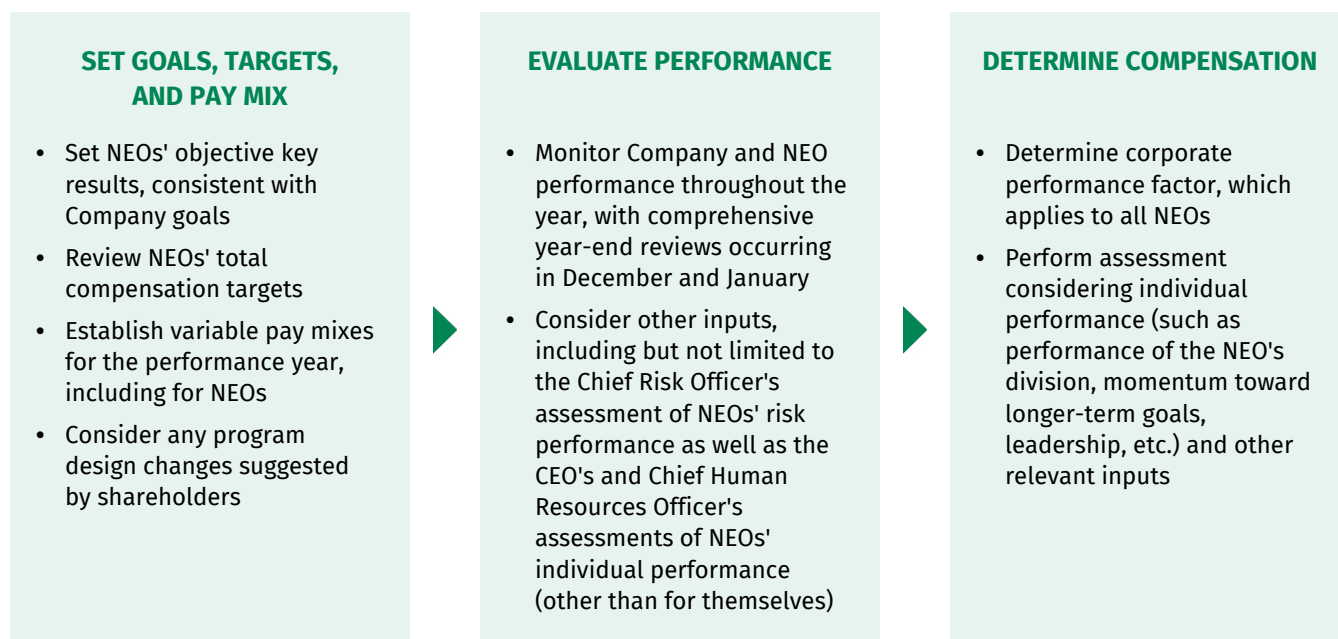 SET GOALS, TARGETS,
AND PAY MIX
• Set NEOs' objective key
results, consistent with
Company goals
• Review NEOs' total
compensation targets
• Establish variable pay mixes
for the performance year,
including for NEOs
• Consider any program
design changes suggested
by shareholders
EVALUATE PERFORMANCE
• Monitor Company and NEO
performance throughout the
year, with comprehensive
year-end reviews occurring
in December and January
• Consider other inputs,
including but not limited to
the Chief Risk Officer's
assessment of NEOs' risk
performance as well as the
CEO's and Chief Human
Resources Officer's
assessments of NEOs'
individual performance
(other than for themselves)
DETERMINE COMPENSATION
• Determine corporate
performance factor, which
applies to all NEOs
• Perform assessment
considering individual
performance (such as
performance of the NEO's
division, momentum toward
longer-term goals,
leadership, etc.) and other
relevant inputs